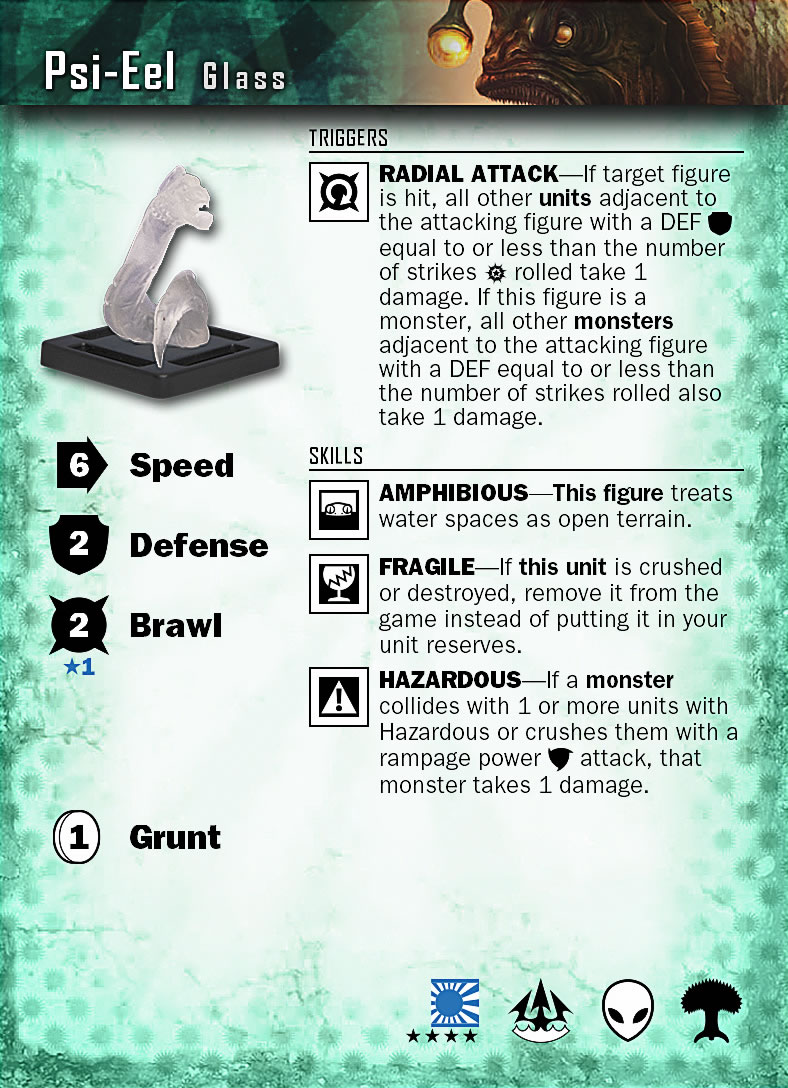 Psi-Eel Glass
TRIGGERS
RADIAL ATTACK—If target figure
is hit, all other units adjacent to
the attacking figure with a DEF
equal to or less than the number
of strikes rolled take 1
damage. If this figure is a
monster, all other monsters
adjacent to the attacking figure
with a DEF equal to or less than
the number of strikes rolled also
take 1 damage.
6 Speed
2 Defense
2 Brawl
★1
1 Grunt
SKILLS
AMPHIBIOUS—This figure treats
water spaces as open terrain.
FRAGILE—If this unit is crushed
or destroyed, remove it from the
game instead of putting it in your
unit reserves.
HAZARDOUS—If a monster
collides with 1 or more units with
Hazardous or crushes them with a
rampage power attack, that
monster takes 1 damage.